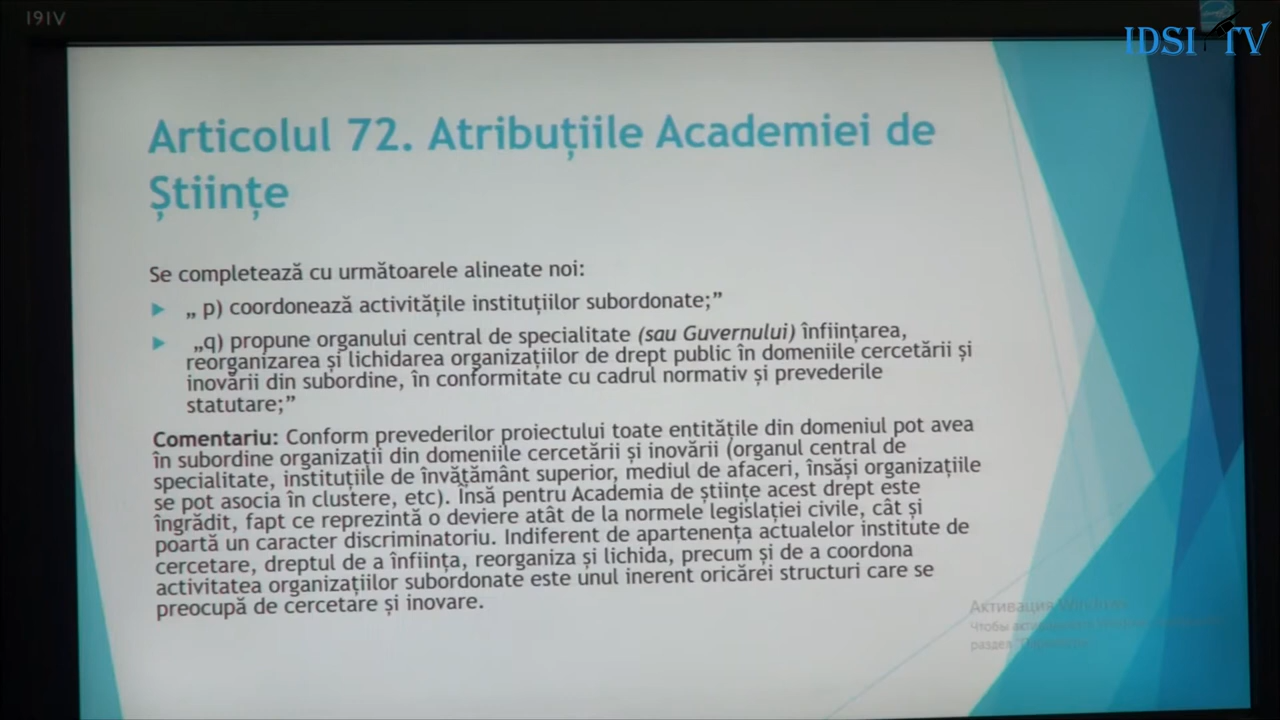 I9IV
IDSI TV
Articolul 72. Atribuțiile Academiei de
Științe
Se completează cu următoarele alineate noi:
„ p) coordonează activitățile instituțiilor subordonate;”
„q) propune organului central de specialitate (sau Guvernului) înființarea,
reorganizarea și lichidarea organizațiilor de drept public în domeniile cercetării și
inovării din subordine, în conformitate cu cadrul normativ și prevederile
statutare;”
Comentariu: Conform prevederilor proiectului toate entitățile din domeniul pot avea
în subordine organizații din domeniile cercetării și inovării (organul central de
specialitate, instituțiile de învățământ superior, mediul de afaceri, însăși organizațiile
se pot asocia în clustere, etc). Însă pentru Academia de științe acest drept este
îngrădit, fapt ce reprezintă o deviere atât de la normele legislației civile, cât și
poartă un caracter discriminatoriu. Indiferent de apartenența actualelor institute de
cercetare, dreptul de a înființa, reorganiza și lichida, precum și de a coordona
activitatea organizațiilor subordonate este unul inerent oricărei structuri care se
preocupă de cercetare și inovare.
Активация Windows
Чтобы
раздел